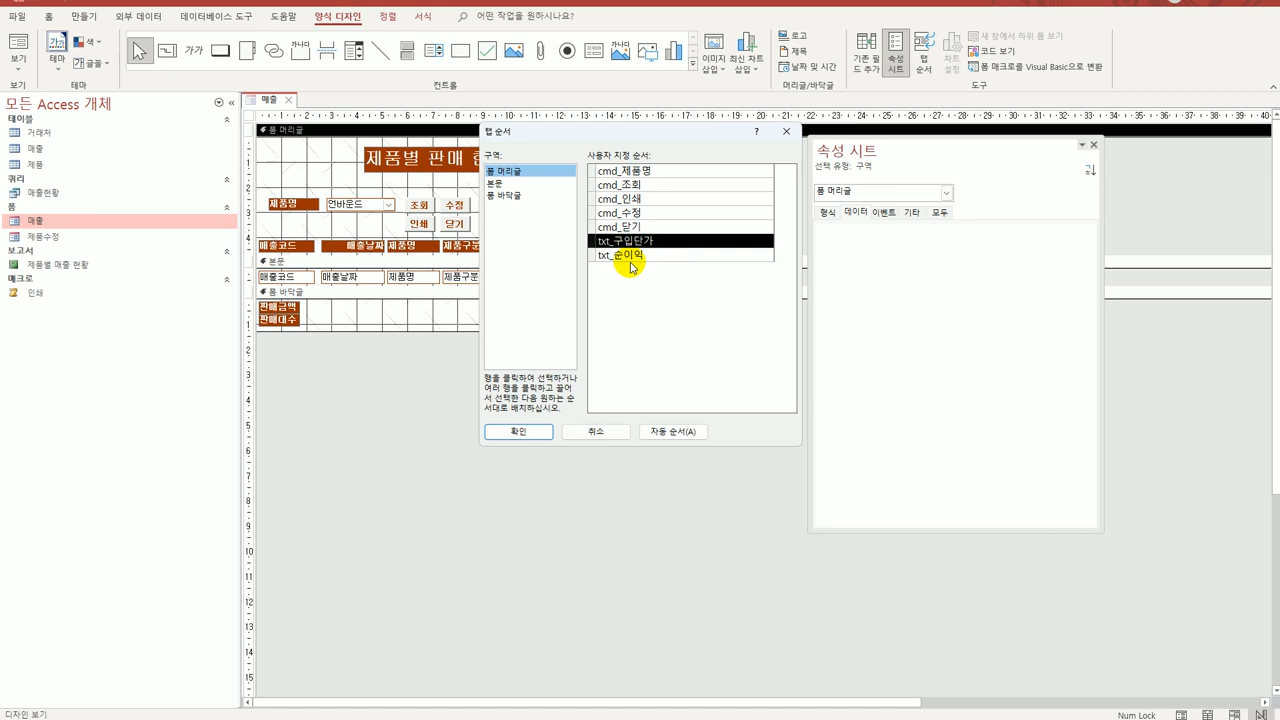 파일 홈 만들기 외부 데이터 데이터베이스 도구 도움말 양식 디자인 정렬 서식 어떤 작업을 원하시나요?
보기 테마 색 글꼴 이미지 삽입 최신 차트 삽입 로고 제목 날짜 및 시간 기존 필드 추가 속성 시트 탭 순서 차트 설정 새 창에서 하위 폼 보기 코드 보기 폼 매크로를 Visual Basic으로 변환
보기 테마 컨트롤 머리글/바닥글 도구
모든 Access 개체
테이블
거래처
매출
제품
쿼리
매출현황
폼
매출
제품수정
보고서
제품별 매출 현황
매크로
인쇄
매출
폼 머리글
제품별 판매
제품명 언바운드 조회 수정
인쇄 닫기
매출코드 매출날짜 제품명 제품구분
본문
매출코드 매출날짜 제품명 제품구분
폼 바닥글
판매금액
판매대수
탭 순서 ?
구역:
폼 머리글
본문
폼 바닥글
사용자 지정 순서:
cmd_제품명
cmd_조회
cmd_인쇄
cmd_수정
cmd_닫기
txt_구입단가
txt_순이익
행을 클릭하여 선택하거나
여러 행을 클릭하고 끌어
서 선택한 다음 원하는 순
서대로 배치하십시오.
확인 취소 자동 순서(A)
속성 시트
선택 유형: 구역
폼 머리글
형식 데이터 이벤트 기타 모두
디자인 보기 Num Lock